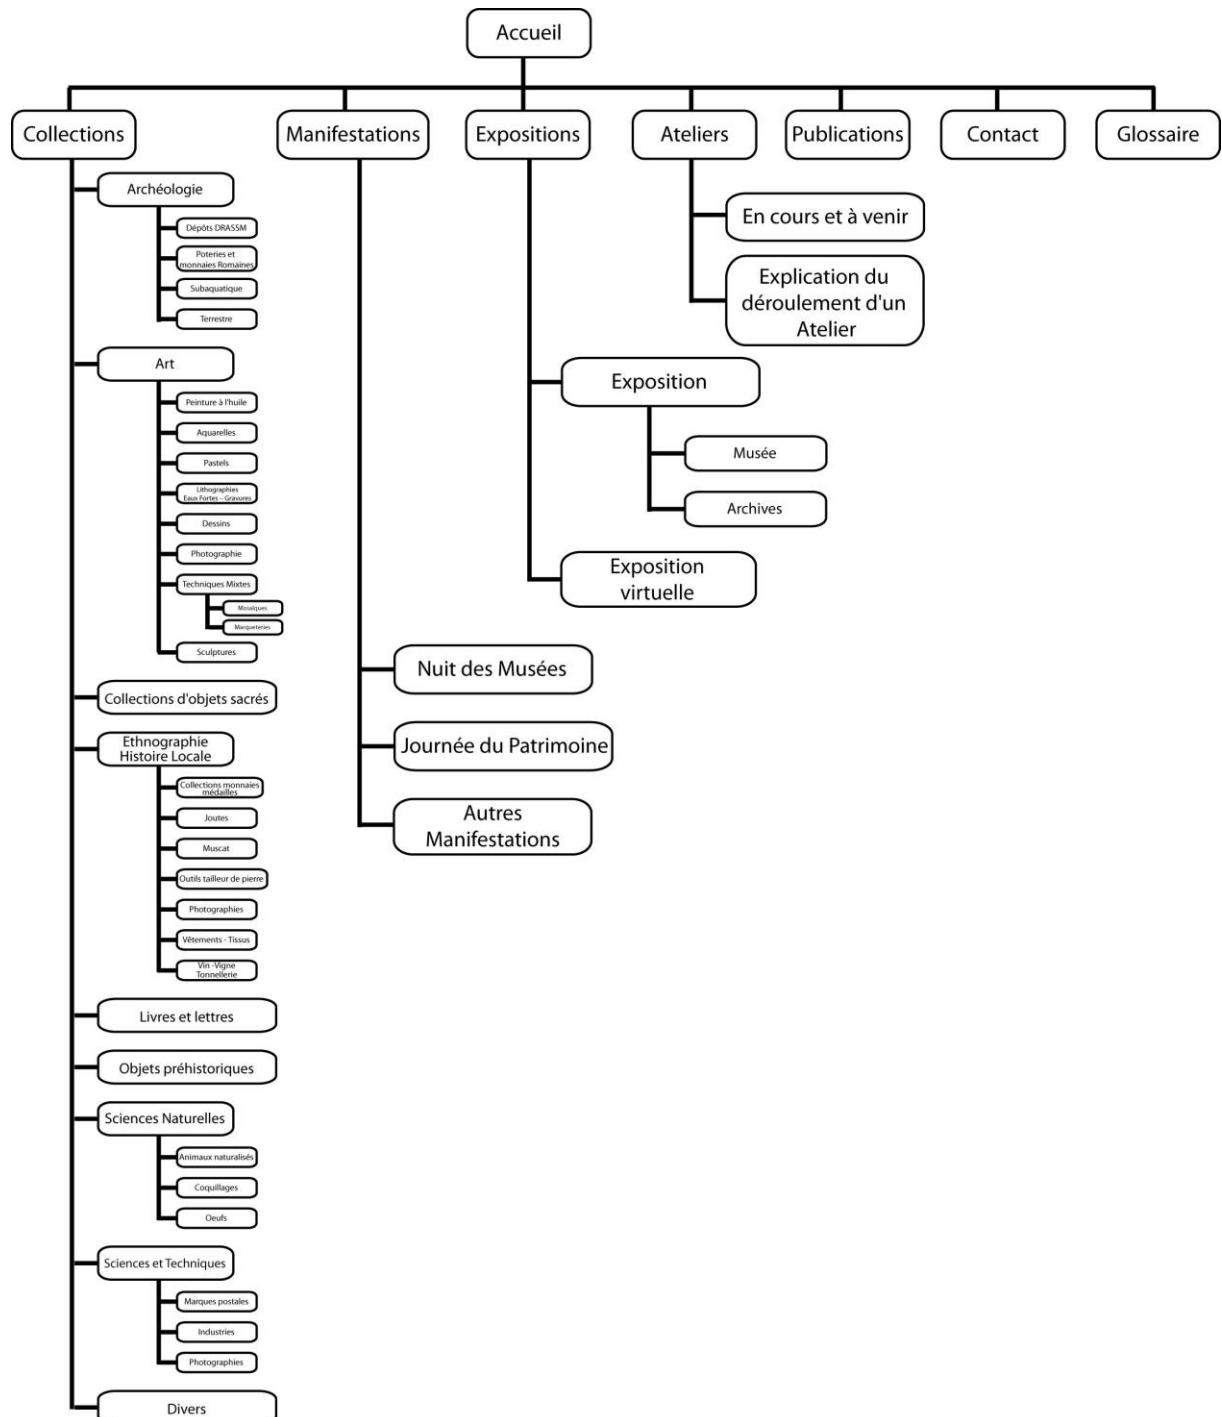 Accueil
Collections
Manifestations
Expositions
Ateliers
Publications
Contact
Glossaire
Archéologie
Dépôts DRASSM
Poteries et
monnaies Romaines
Subaquatique
Terrestre
Art
Peinture à l'huile
Aquarelles
Pastels
Lithographies
Eaux Fortes – Gravures
Dessins
Photographie
Techniques Mixtes
Mosaïques
Marqueteries
Sculptures
Collections d'objets sacrés
Ethnographie
Histoire Locale
Collections monnaies
médailles
Joutes
Muscat
Outils tailleur de pierre
Photographies
Vêtements - Tissus
Vin -Vigne
Tonnellerie
Livres et lettres
Objets préhistoriques
Sciences Naturelles
Animaux naturalisés
Coquillages
Oeufs
Sciences et Techniques
Marques postales
Industries
Photographies
Divers
Nuit des Musées
Journée du Patrimoine
Autres
Manifestations
Exposition
Musée
Archives
Exposition
virtuelle
En cours et à venir
Explication du
déroulement d'un
Atelier